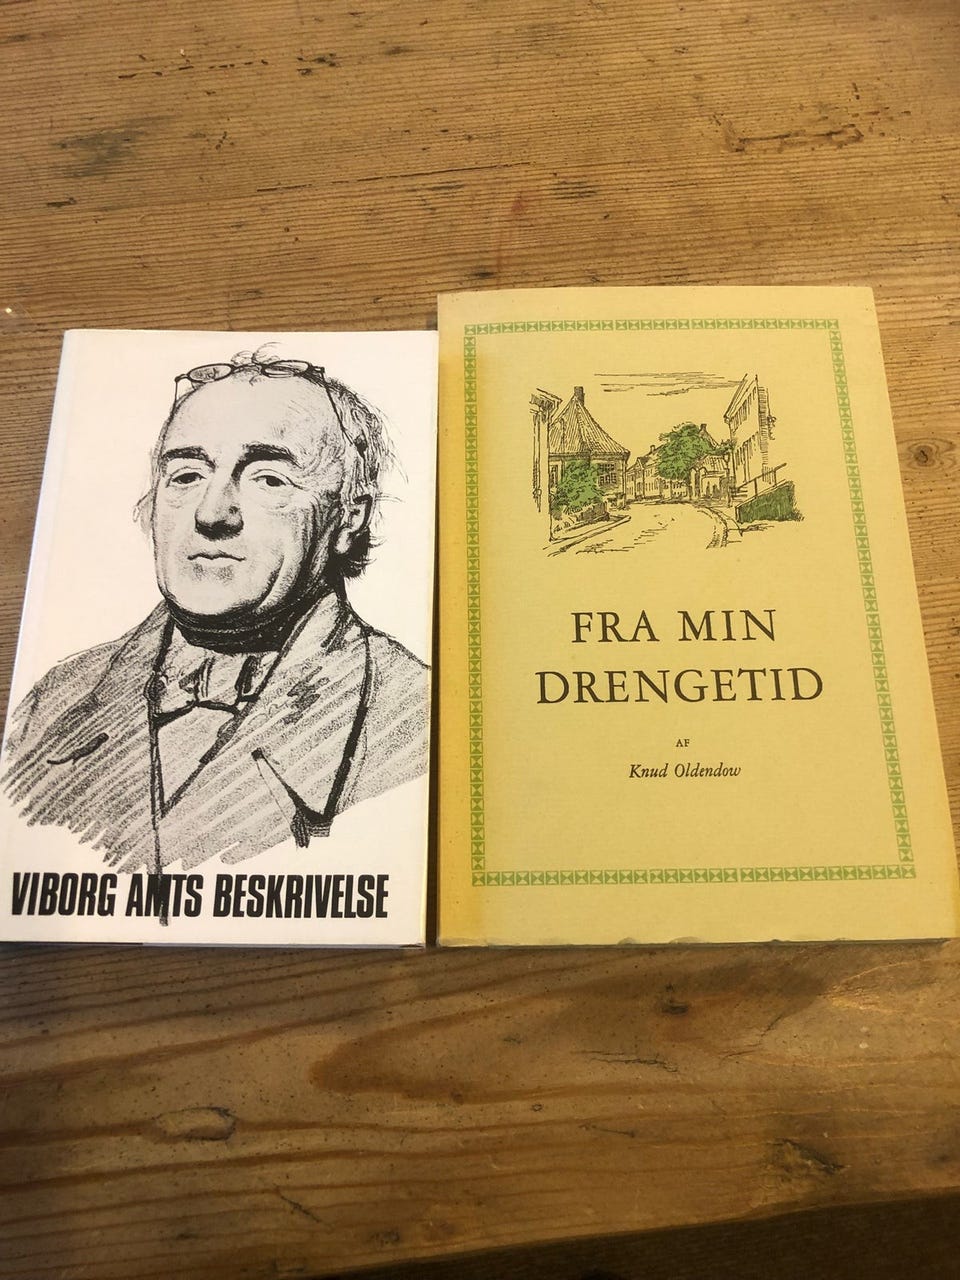 VIBORG AMTS BESKRIVELSE
FRA MIN
DRENGETID
AF
Knud Oldendow